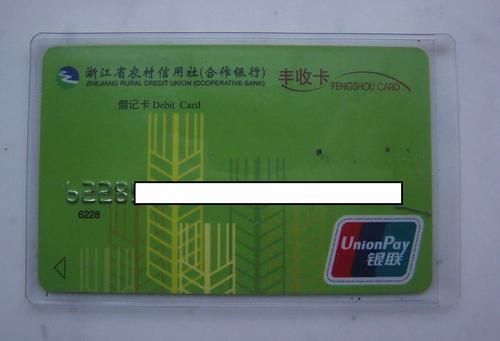 浙江省农村信用社(合作银行)
ZHEJIANG RURAL CREDIT UNION (COOPERATIVE BANK)
丰收卡
FENGSHOU CARD
借记卡 Debit Card
6228
6228
UnionPay
银联